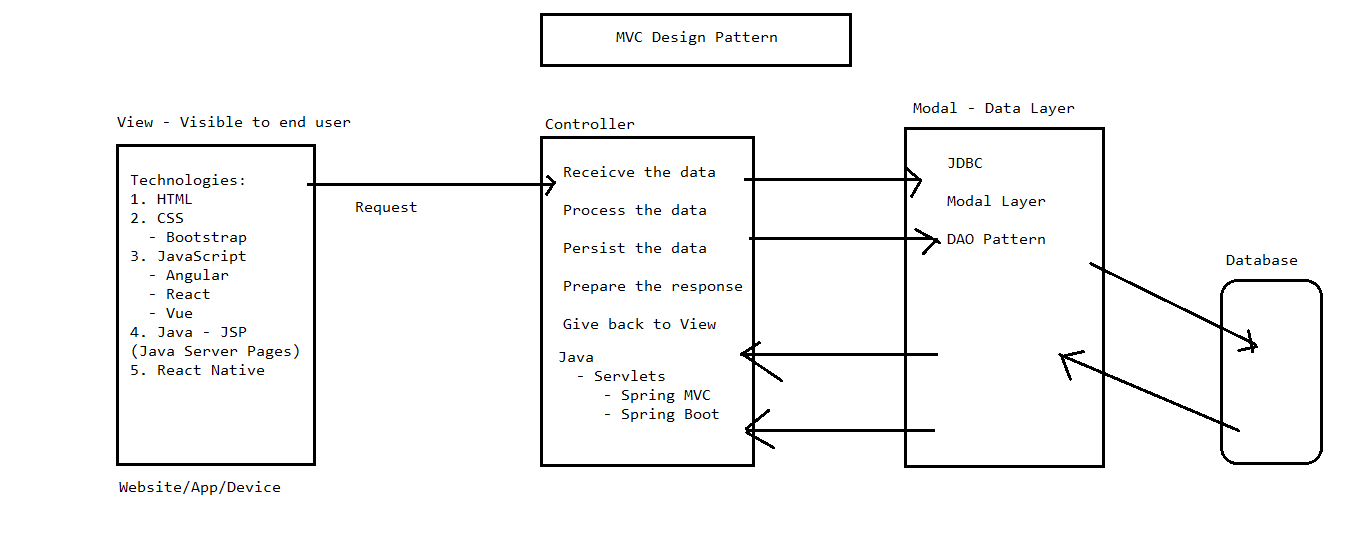 MVC Design Pattern
View - Visible to end user
Technologies:
1. HTML
2. CSS
- Bootstrap
3. JavaScript
- Angular
- React
- Vue
4. Java - JSP
(Java Server Pages)
5. React Native
Website/App/Device
Request
Controller
Receicve the data
Process the data
Persist the data
Prepare the response
Give back to View
Java
- Servlets
- Spring MVC
- Spring Boot
Modal - Data Layer
JDBC
Modal Layer
DAO Pattern
Database